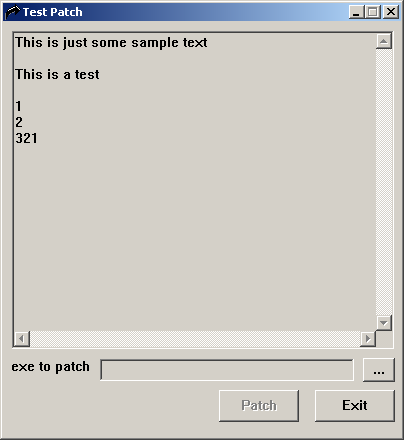 Test Patch
This is just some sample text
This is a test
1
2
321
exe to patch
...
Patch
Exit